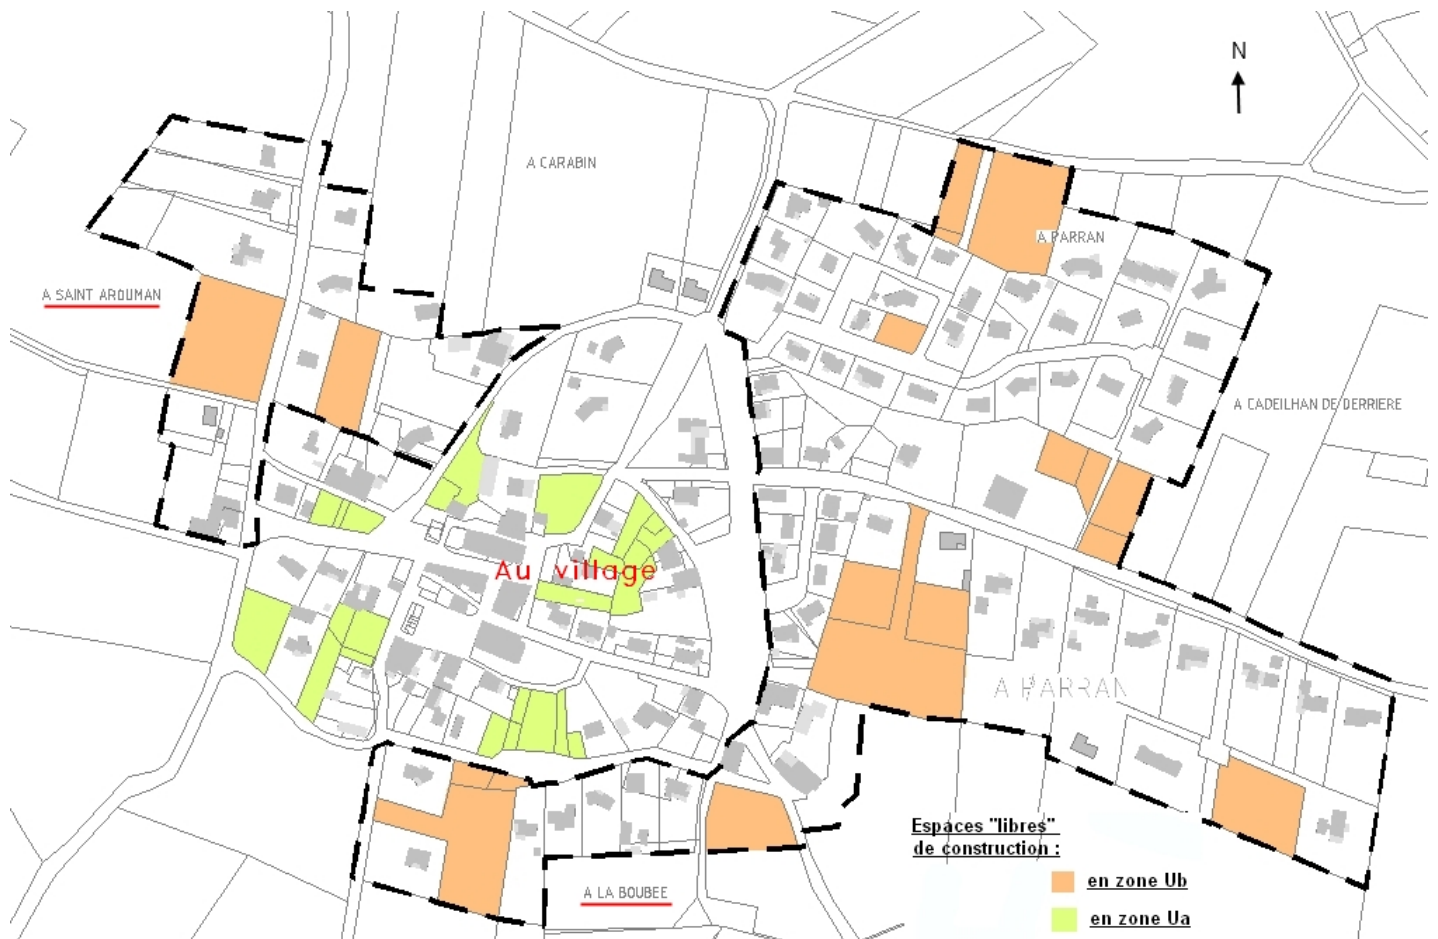 N
A CARABIN
A PARRAN
A SAINT AROUMAN
A CADEILHAN DE DERRIERE
Au village
A PARRAN
Espaces "libres"
de construction :
en zone Ub
A LA BOUBEE
en zone Ua